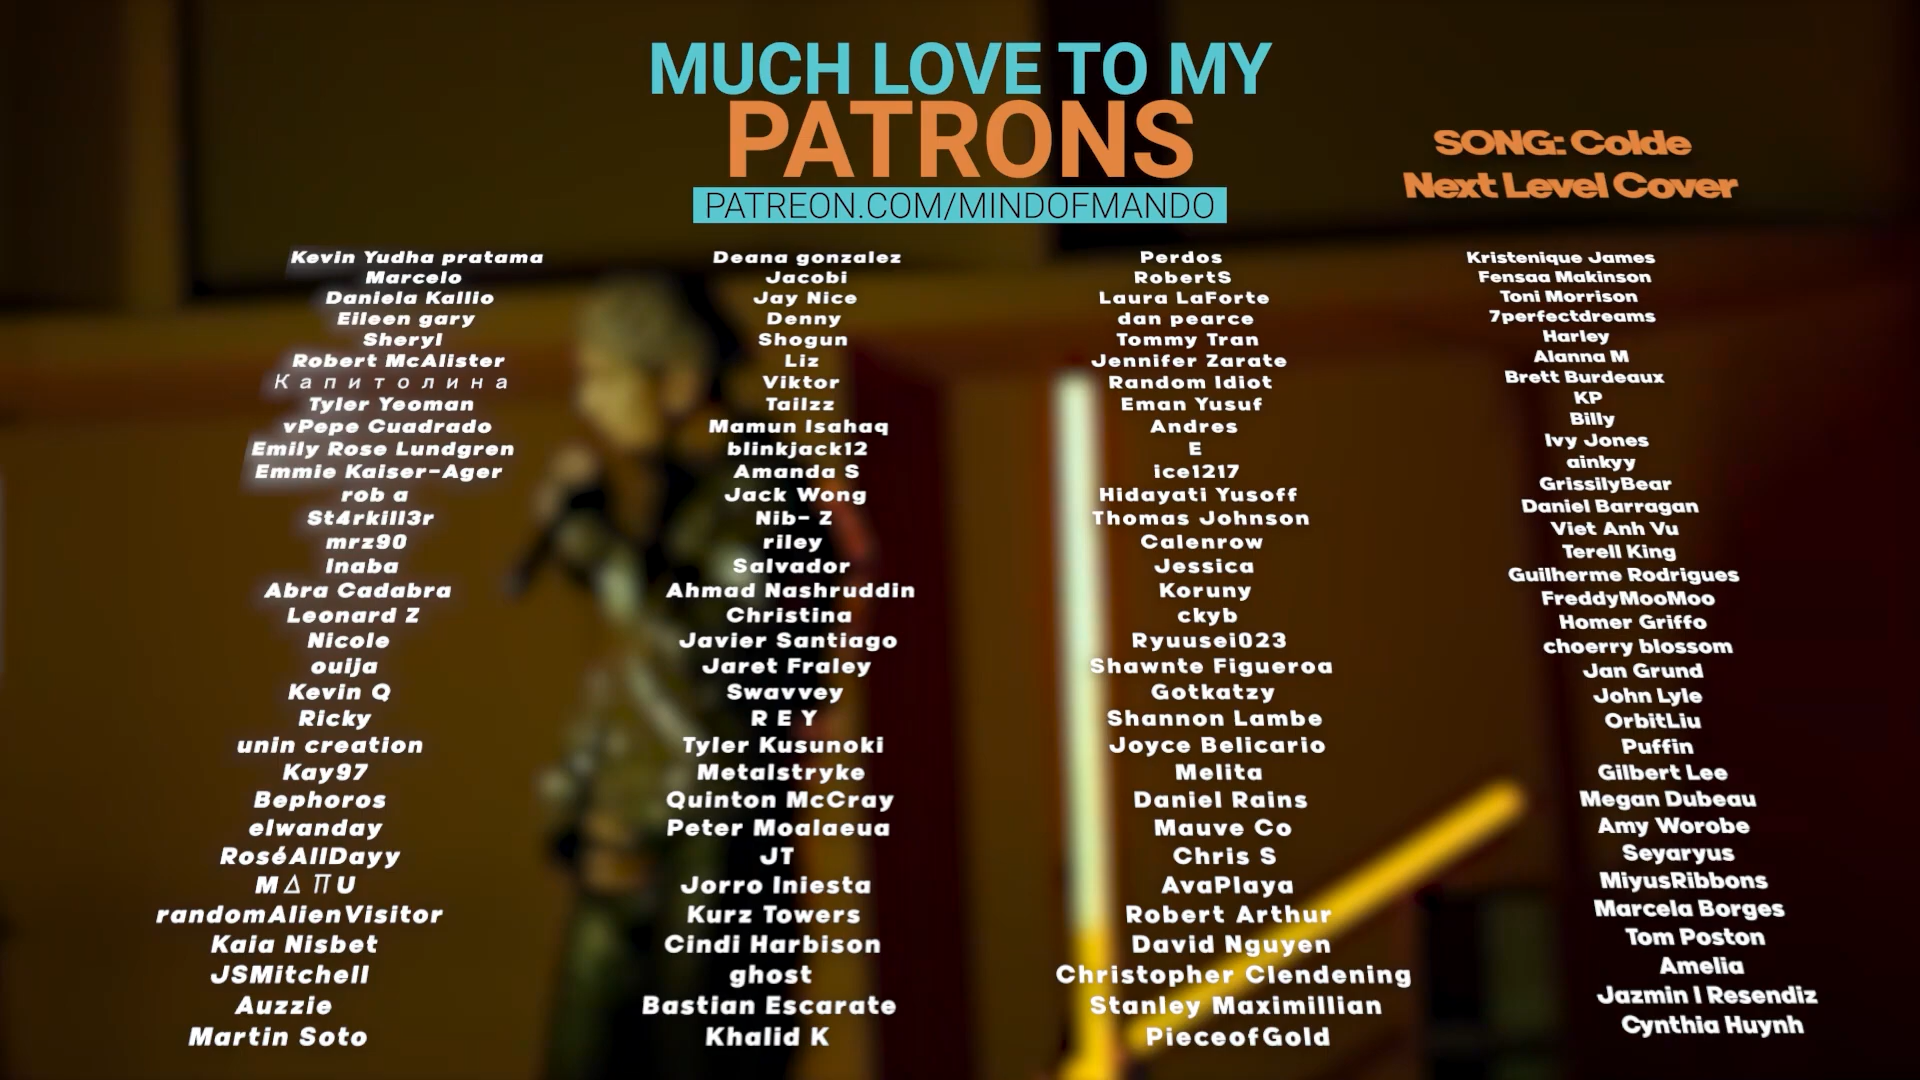 MUCH LOVE TO MY
PATRONS
PATREON.COM/MINDOFMANDO
SONG: Colde
Next Level Cover
Kevin Yudha pratama
Marcelo
Daniela Kallio
Eileen gary
Sheryl
Robert McAlister
Капитолина
Tyler Yeoman
vPepe Cuadrado
Emily Rose Lundgren
Emmie Kaiser-Ager
rob a
St4rkill3r
mrz90
Inaba
Abra Cadabra
Leonard Z
Nicole
ouija
Kevin Q
Ricky
unin creation
Kay97
Bephoros
elwanday
RoséAllDayy
M∆πU
randomAlienVisitor
Kaia Nisbet
JSMitchell
Auzzie
Martin Soto
Deana gonzalez
Jacobi
Jay Nice
Denny
Shogun
Liz
Viktor
Tailzz
Mamun Isahaq
blinkjack12
Amanda S
Jack Wong
Nib- Z
riley
Salvador
Ahmad Nashruddin
Christina
Javier Santiago
Jaret Fraley
Swavvey
R E Y
Tyler Kusunoki
Metalstryke
Quinton McCray
Peter Moalaeua
JT
Jorro Iniesta
Kurz Towers
Cindi Harbison
ghost
Bastian Escarate
Khalid K
Perdos
RobertS
Laura LaForte
dan pearce
Tommy Tran
Jennifer Zarate
Random Idiot
Eman Yusuf
Andres
E
ice1217
Hidayati Yusoff
Thomas Johnson
Calenrow
Jessica
Koruny
ckyb
Ryuusei023
Shawnte Figueroa
Gotkatzy
Shannon Lambe
Joyce Belicario
Melita
Daniel Rains
Mauve Co
Chris S
AvaPlaya
Robert Arthur
David Nguyen
Christopher Clendening
Stanley Maximillian
PieceofGold
Kristenique James
Fensaa Makinson
Toni Morrison
7perfectdreams
Harley
Alanna M
Brett Burdeaux
KP
Billy
Ivy Jones
ainkyy
GrissilyBear
Daniel Barragan
Viet Anh Vu
Terell King
Guilherme Rodrigues
FreddyMooMoo
Homer Griffo
choerry blossom
Jan Grund
John Lyle
OrbitLiu
Puffin
Gilbert Lee
Megan Dubeau
Amy Worobe
Seyaryus
MiyusRibbons
Marcela Borges
Tom Poston
Amelia
Jazmin I Resendiz
Cynthia Huynh